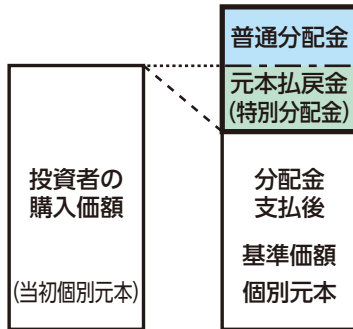 投資者の
購入価額
(当初個別元本)
普通分配金
元本払戻金
(特別分配金)
分配金
支払後
基準価額
個別元本